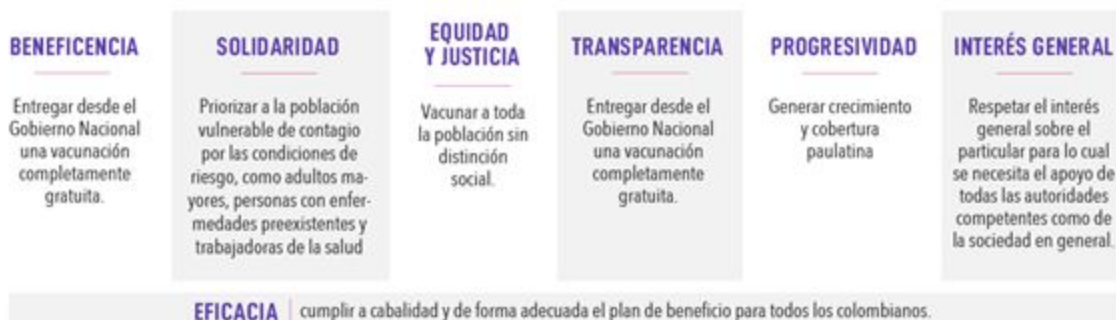 BENEFICENCIA
Entregar desde el
Gobierno Nacional
una vacunación
completamente
gratuita.
SOLIDARIDAD
Priorizar a la población
vulnerable de contagio
por las condiciones de
riesgo, como adultos ma-
yores, personas con enfer-
medades preexistentes y
trabajadoras de la salud
EQUIDAD
Y JUSTICIA
Vacunar a toda
la población sin
distinción
social.
TRANSPARENCIA
Entregar desde el
Gobierno Nacional
una vacunación
completamente
gratuita.
PROGRESIVIDAD
Generar crecimiento
y cobertura
paulatina
INTERÉS GENERAL
Respetar el interés
general sobre el
particular para lo cual
se necesita el apoyo de
todas las autoridades
competentes como de
la sociedad en general.
EFICACIA cumplir a cabalidad y de forma adecuada el plan de beneficio para todos los colombianos.